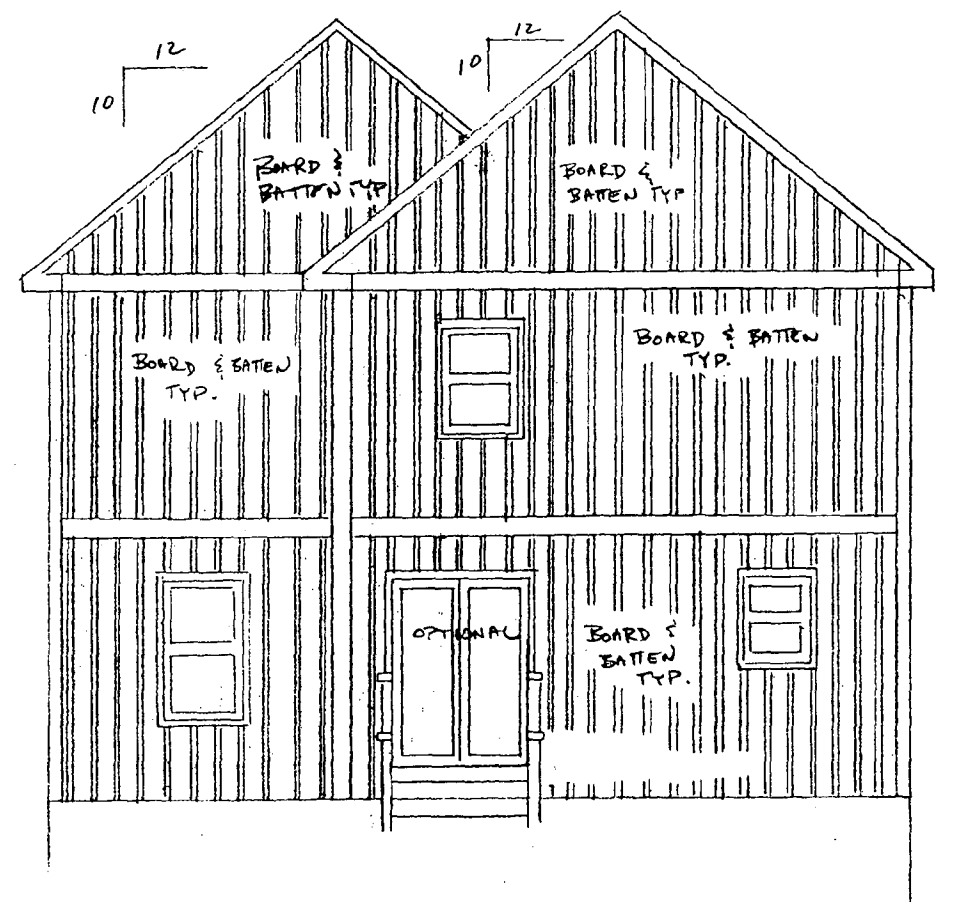 12
10
12
10
BOARD &
BATTEN TYP
BOARD &
BATTEN TYP
BOARD & BATTEN
TYP.
BOARD & BATTEN
TYP.
OPTIONAL
BOARD &
BATTEN
TYP.